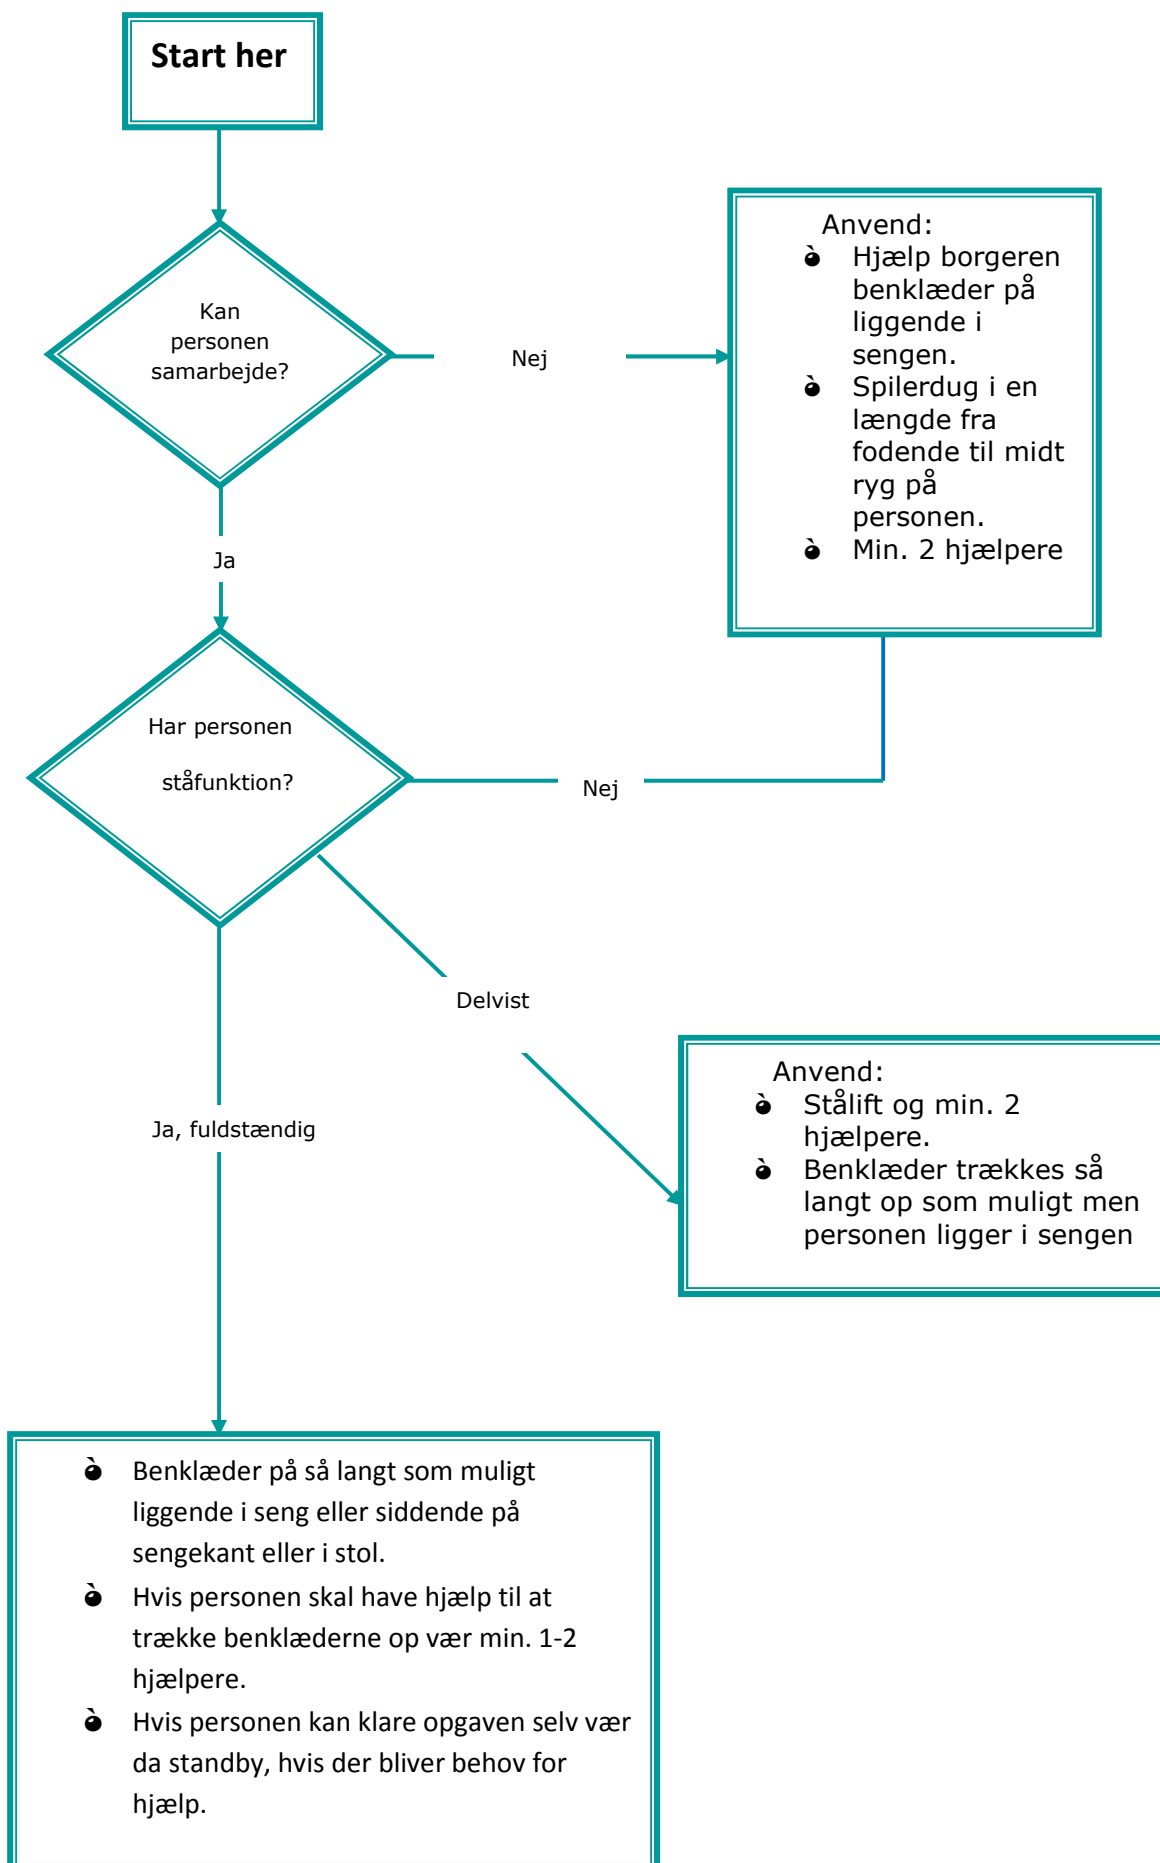 Start her
Kan
personen
samarbejde?
Nej
Anvend:
Hjælp borgeren
benklæder på
liggende i
sengen.
Spilerdug i en
længde fra
fodende til midt
ryg på
personen.
Min. 2 hjælpere
Ja
Har personen
ståfunktion?
Nej
Delvist
Anvend:
Stålift og min. 2
hjælpere.
Benklæder trækkes så
langt op som muligt men
personen ligger i sengen
Ja, fuldstændig
Benklæder på så langt som muligt
liggende i seng eller siddende på
sengekant eller i stol.
Hvis personen skal have hjælp til at
trække benklæderne op vær min. 1-2
hjælpere.
Hvis personen kan klare opgaven selv vær
da standby, hvis der bliver behov for
hjælp.